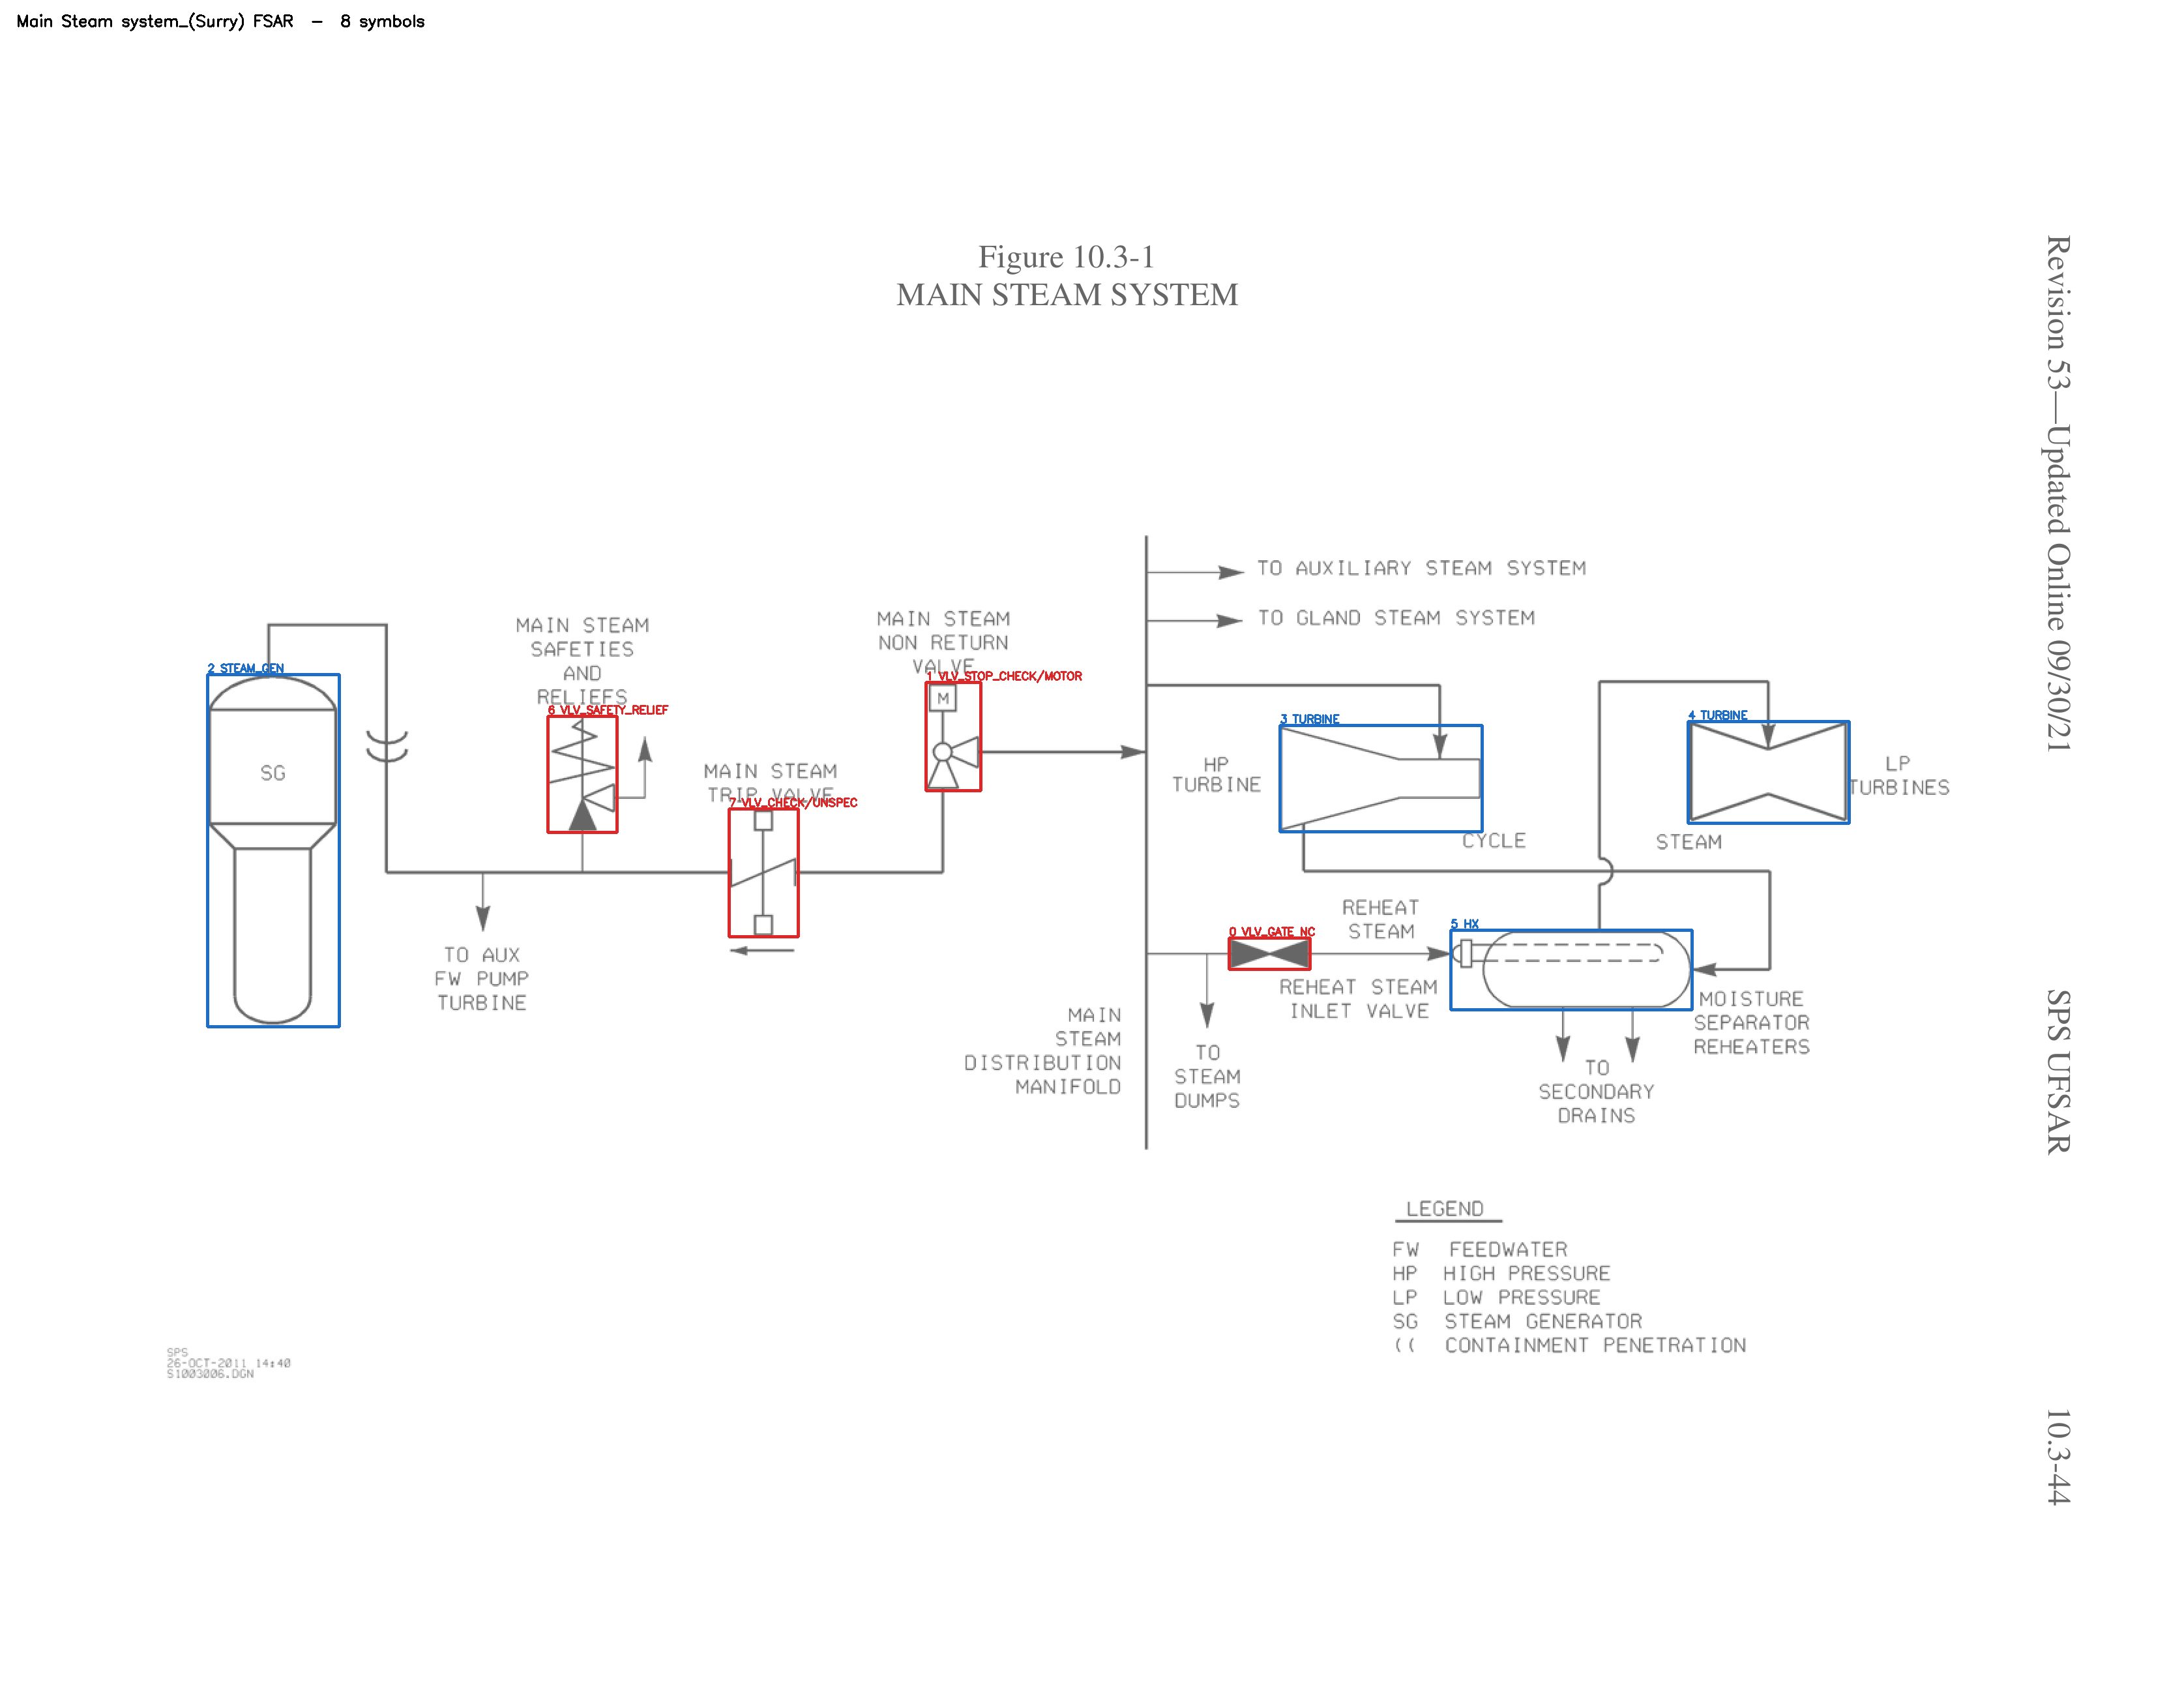 Main Steam system_(Surry) FSAR - 8 symbols
Figure 10.3-1
MAIN STEAM SYSTEM
Revision 53—Updated Online 09/30/21
SPS UFSAR
10.3-44
TO AUXILIARY STEAM SYSTEM
TO GLAND STEAM SYSTEM
MAIN STEAM
SAFETIES
AND
RELIEFS
6 VLV_SAFETY_RELIEF
MAIN STEAM
NON RETURN
VALVE
1 VLV_STOP_CHECK/MOTOR
M
2 STEAM_GEN
SG
MAIN STEAM
TRIP VALVE
7 VLV_CHECK/UNSPEC
3 TURBINE
HP
TURBINE
CYCLE
4 TURBINE
LP
TURBINES
STEAM
TO AUX
FW PUMP
TURBINE
REHEAT
STEAM
0 VLV_GATE_NC
5 HX
REHEAT STEAM
INLET VALVE
MOISTURE
SEPARATOR
REHEATERS
MAIN
STEAM
DISTRIBUTION
MANIFOLD
TO
STEAM
DUMPS
TO
SECONDARY
DRAINS
LEGEND
FW FEEDWATER
HP HIGH PRESSURE
LP LOW PRESSURE
SG STEAM GENERATOR
(( CONTAINMENT PENETRATION
SPS
26-OCT-2011 14:40
S1003006.DGN